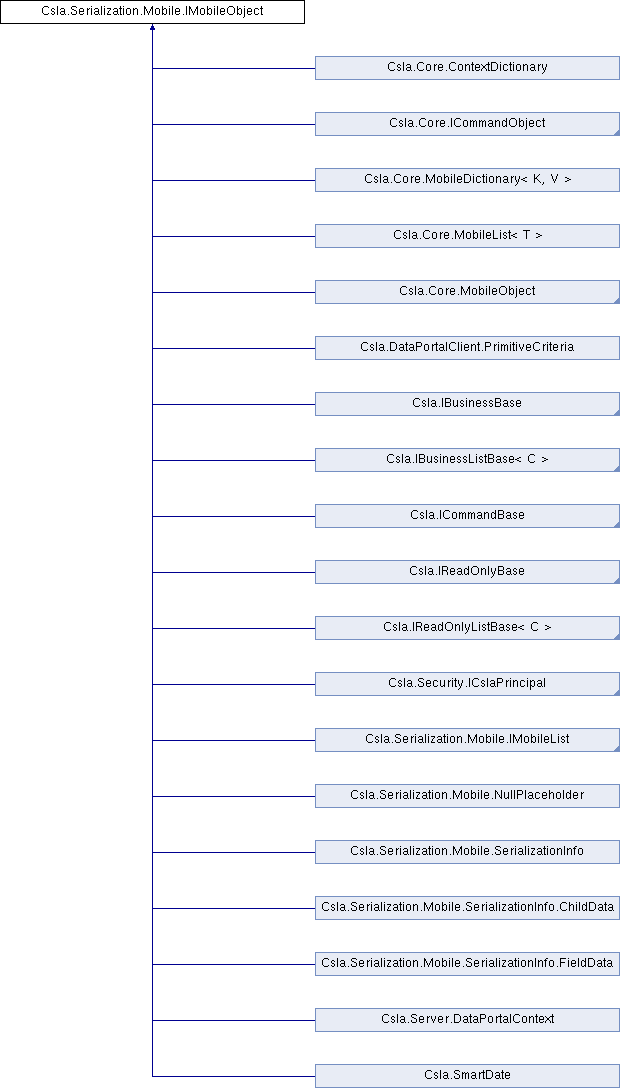 Csla.Serialization.Mobile.IMobileObject
Csla.Core.ContextDictionary
Csla.Core.ICommandObject
Csla.Core.MobileDictionary< K, V >
Csla.Core.MobileList< T >
Csla.Core.MobileObject
Csla.DataPortalClient.PrimitiveCriteria
Csla.IBusinessBase
Csla.IBusinessListBase< C >
Csla.ICommandBase
Csla.IReadOnlyBase
Csla.IReadOnlyListBase< C >
Csla.Security.ICslaPrincipal
Csla.Serialization.Mobile.IMobileList
Csla.Serialization.Mobile.NullPlaceholder
Csla.Serialization.Mobile.SerializationInfo
Csla.Serialization.Mobile.SerializationInfo.ChildData
Csla.Serialization.Mobile.SerializationInfo.FieldData
Csla.Server.DataPortalContext
Csla.SmartDate